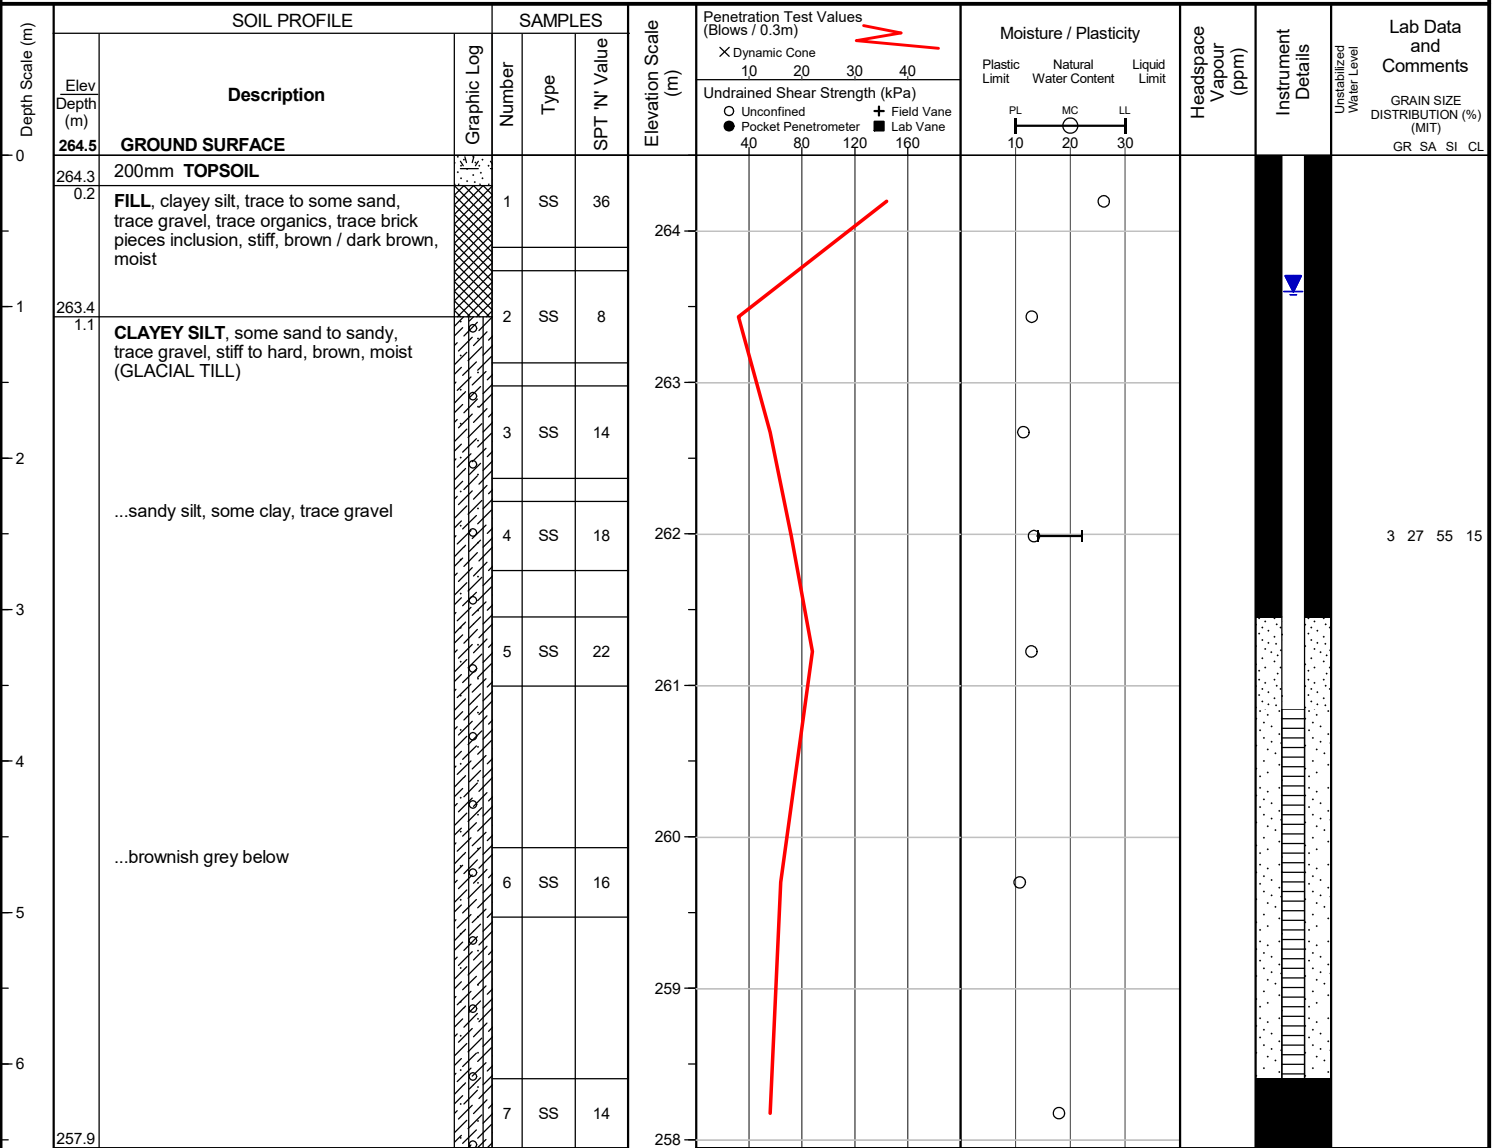 Depth Scale (m)
SOIL PROFILE
Elev
Depth
(m)
Description
264.5 GROUND SURFACE
Graphic Log
SAMPLES
Number
Type
SPT 'N' Value
Elevation Scale
(m)
Penetration Test Values
(Blows / 0.3m)
× Dynamic Cone
10 20 30 40
Undrained Shear Strength (kPa)
Unconfined Field Vane
Pocket Penetrometer Lab Vane
40 80 120 160
Moisture / Plasticity
Plastic Limit
Natural Water Content
Liquid Limit
PL MC LL
10 20 30
Headspace
Vapour
(ppm)
Instrument
Details
Unstabilized
Water Level
Lab Data
and
Comments
GRAIN SIZE
DISTRIBUTION (%)
(MIT)
GR SA SI CL
0
264.3 200mm TOPSOIL
0.2
FILL, clayey silt, trace to some sand,
trace gravel, trace organics, trace brick
pieces inclusion, stiff, brown / dark brown,
moist
1 SS 36
264
1
263.4
1.1
CLAYEY SILT, some sand to sandy,
trace gravel, stiff to hard, brown, moist
(GLACIAL TILL)
2 SS 8
263
3 SS 14
2
...sandy silt, some clay, trace gravel
4 SS 18
262
3 27 55 15
3
5 SS 22
261
4
260
...brownish grey below
6 SS 16
5
259
6
7 SS 14
257.9
258